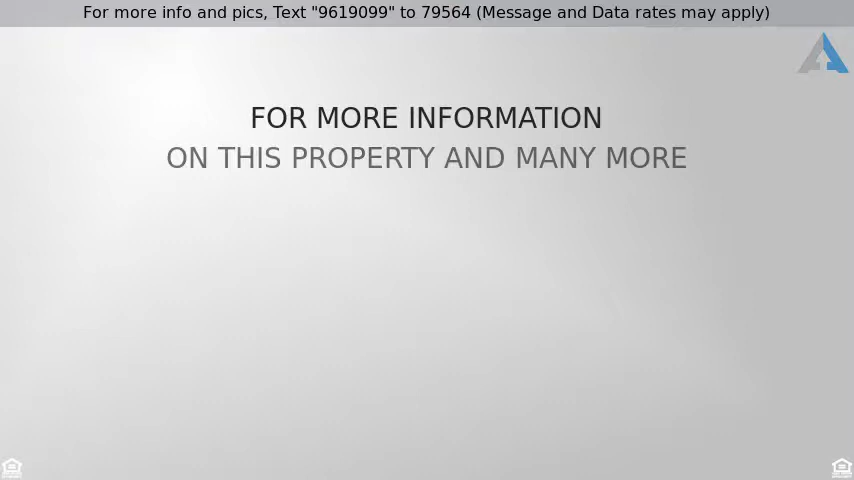 For more info and pics, Text "9619099" to 79564 (Message and Data rates may apply)
FOR MORE INFORMATION
ON THIS PROPERTY AND MANY MORE